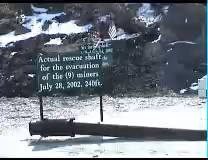 Actual rescue shaft
for the evacuation
of the (9) miners
July 28, 2002. 240ft.